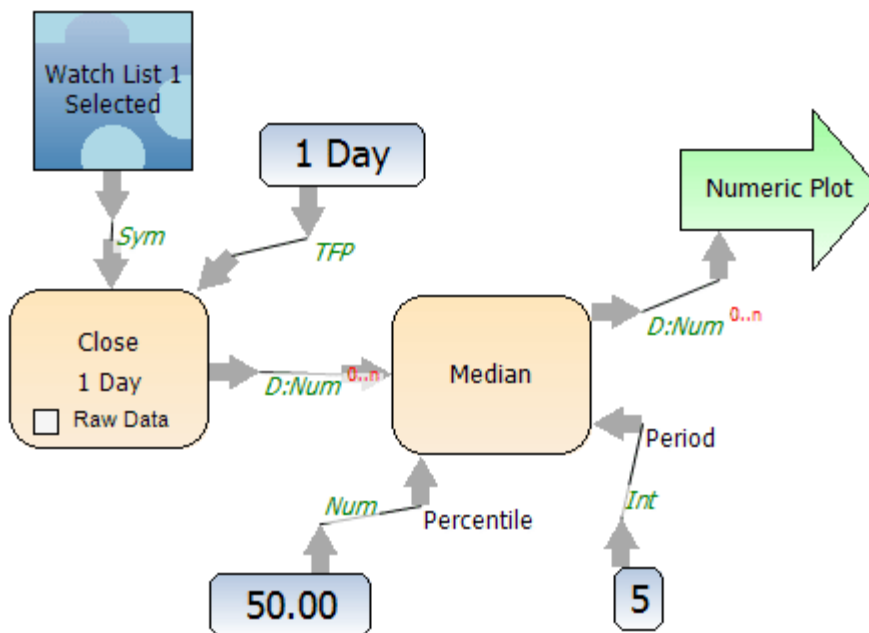 Watch List 1
Selected
1 Day
Numeric Plot
Sym
TFP
D:Num 0..n
Close
1 Day
Raw Data
D:Num 0..n
Median
Period
Num
Percentile
Int
50.00
5